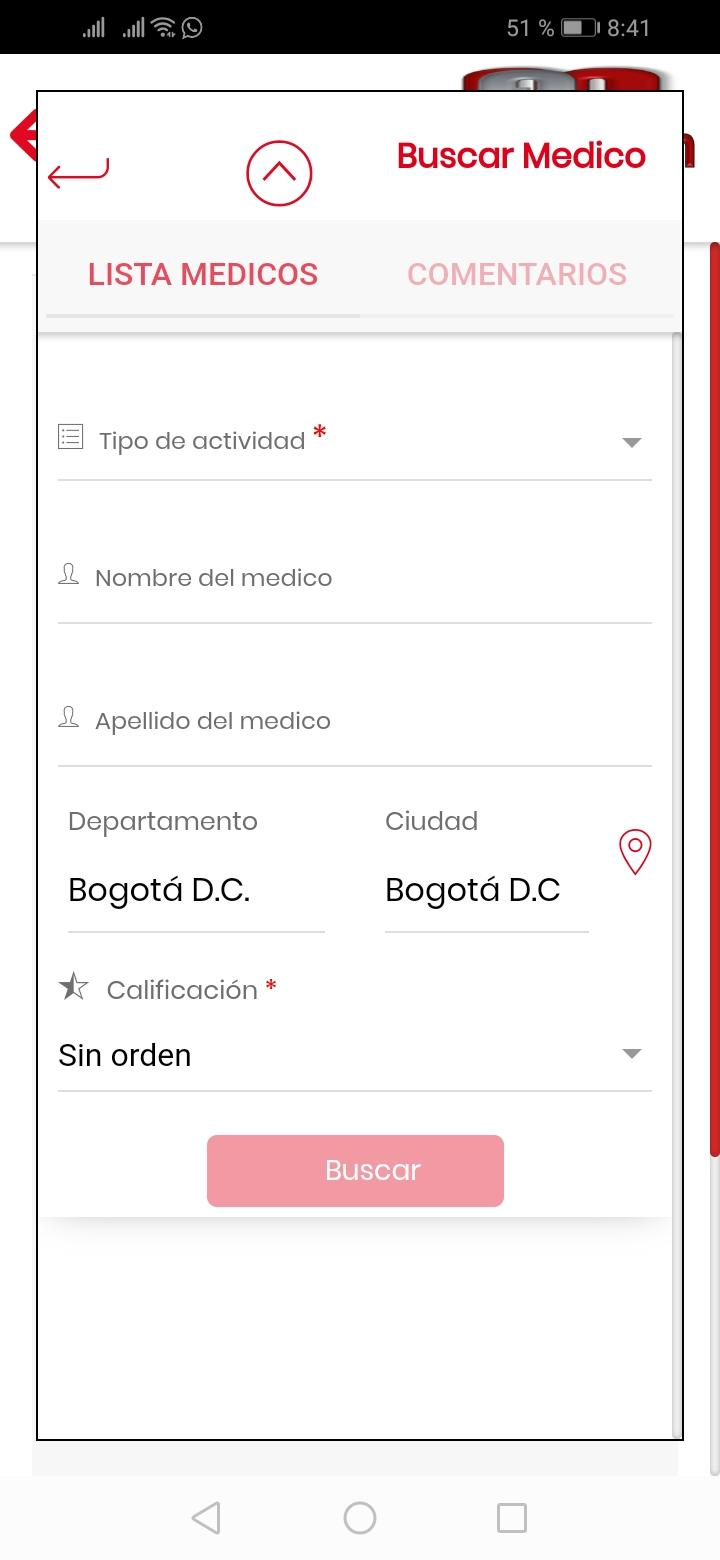 51 % 8:41
Buscar Medico
LISTA MEDICOS COMENTARIOS
Tipo de actividad *
Nombre del medico
Apellido del medico
Departamento Ciudad
Bogotá D.C. Bogotá D.C
Calificación *
Sin orden
Buscar